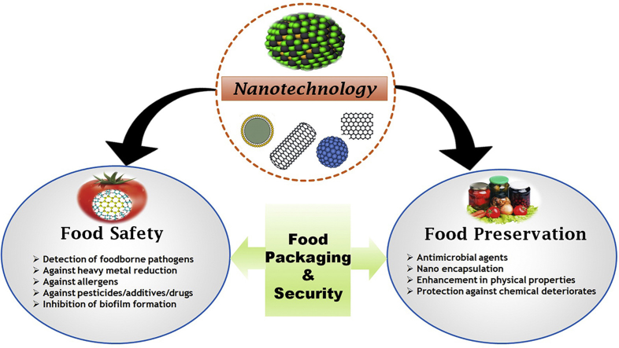 Nanotechnology
Food Safety
➢ Detection of foodborne pathogens
➢ Against heavy metal reduction
➢ Against allergens
➢ Against pesticides/additives/drugs
➢ Inhibition of biofilm formation
Food
Packaging
&
Security
Food Preservation
➢ Antimicrobial agents
➢ Nano encapsulation
➢ Enhancement in physical properties
➢ Protection against chemical deteriorates